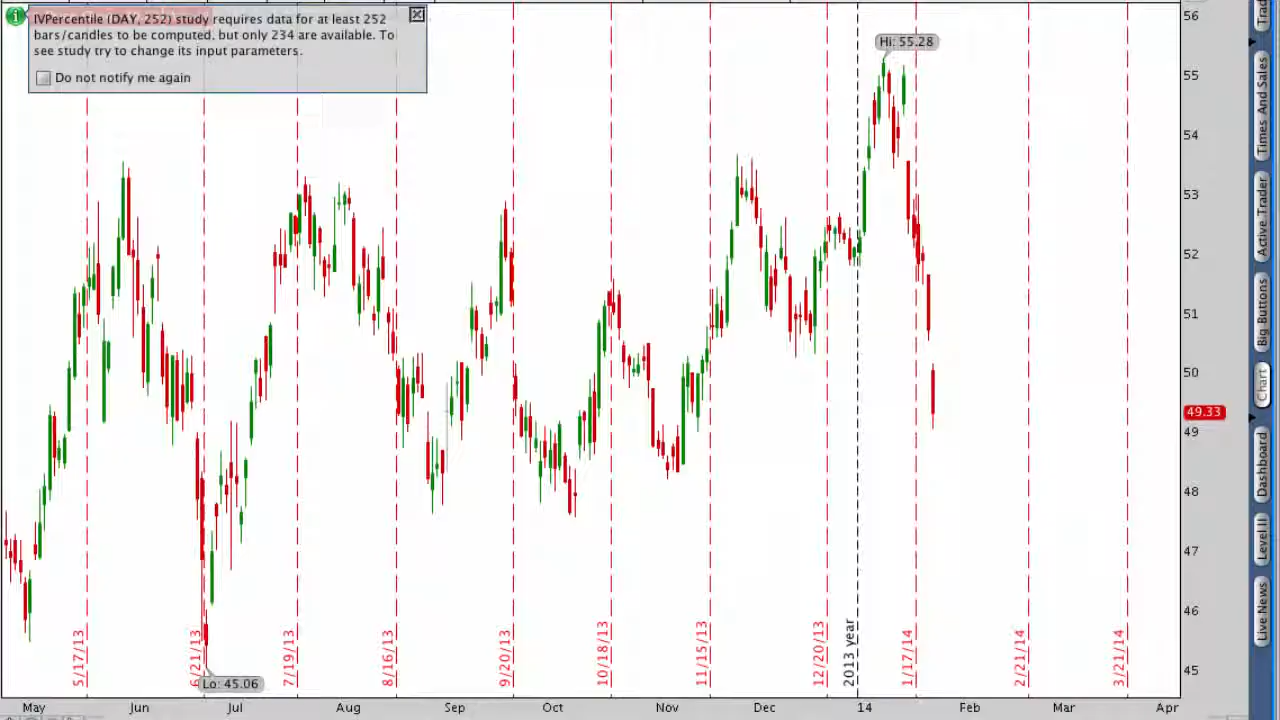 IVPercentile (DAY, 252) study requires data for at least 252
bars/candles to be computed, but only 234 are available. To
see study try to change its input parameters.
Do not notify me again
Hi: 55.28
56
55
54
53
52
51
50
49.33
49
48
47
46
45
Lo: 45.06
5/17/13
6/21/13
7/19/13
8/16/13
9/20/13
10/18/13
11/15/13
12/20/13
2013 year
1/17/14
2/21/14
3/21/14
May
Jun
Jul
Aug
Sep
Oct
Nov
Dec
14
Feb
Mar
Apr
Times And Sales
Active Trader
Big Buttons
Chart
Dashboard
Level II
Live News